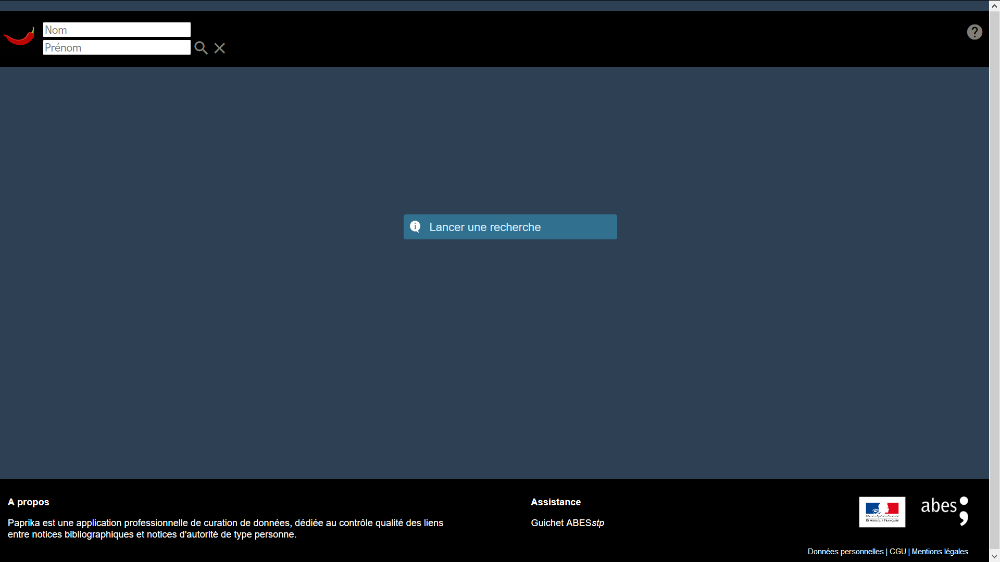 Nom
Prénom
?
i Lancer une recherche
A propos
Paprika est une application professionnelle de curation de données, dédiée au contrôle qualité des liens
entre notices bibliographiques et notices d'autorité de type personne.
Assistance
Guichet ABESstp
Liberté • Égalité • Fraternité
RÉPUBLIQUE FRANÇAISE
abes
Données personnelles | CGU | Mentions légales